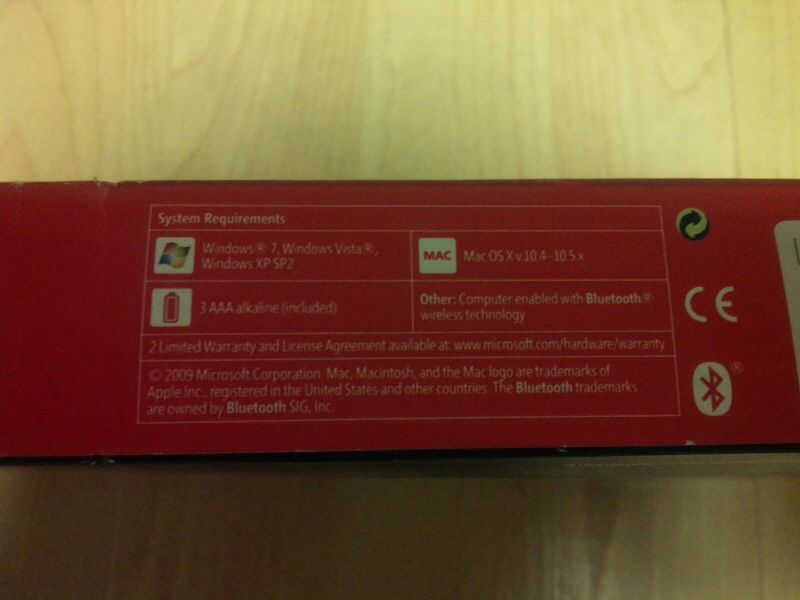 System Requirements
Windows® 7, Windows Vista®,
Windows XP SP2
MAC
Mac OS X v.10.4–10.5.x
3 AAA alkaline (included)
Other: Computer enabled with Bluetooth®
wireless technology
2 Limited Warranty and License Agreement available at: www.microsoft.com/hardware/warranty
© 2009 Microsoft Corporation. Mac, Macintosh, and the Mac logo are trademarks of
Apple Inc., registered in the United States and other countries. The Bluetooth trademarks
are owned by Bluetooth SIG, Inc.
CE
®